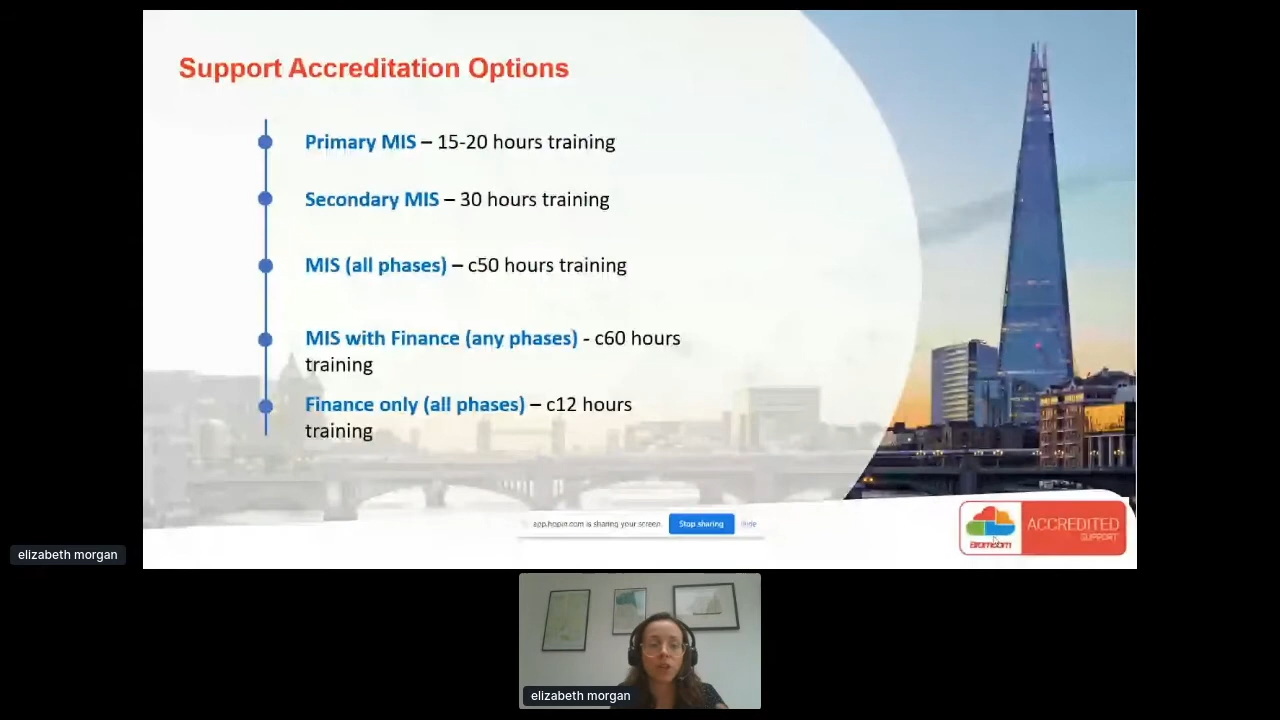 Support Accreditation Options
Primary MIS – 15-20 hours training
Secondary MIS – 30 hours training
MIS (all phases) – c50 hours training
MIS with Finance (any phases) - c60 hours
training
Finance only (all phases) – c12 hours
training
app.hopin.com is sharing your screen. Stop sharing Hide
Bromcom
ACCREDITED
SUPPORT
elizabeth morgan
elizabeth morgan